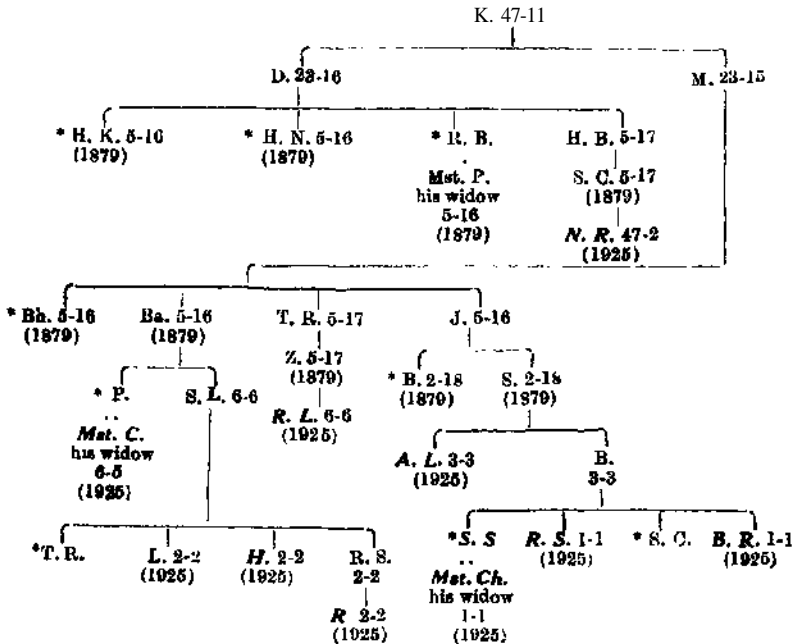 K. 47-11
D. 23-16
M. 23-15
* H. K. 5-16
(1879)
* H. N. 5-16
(1879)
* R. B.
Mst. P.
his widow
5-16
(1879)
H. B. 5-17
S. C. 5-17
(1879)
N. R. 47-2
(1925)
* Bh. 5-16
(1879)
Ba. 5-16
(1879)
T. R. 5-17
Z. 5-17
(1879)
R. L. 6-6
(1925)
J. 5-16
* P.
Mst. C.
his widow
6-5
(1925)
S. L. 6-6
* B. 2-18
(1879)
S. 2-18
(1879)
A. L. 3-3
(1925)
B.
3-3
*T. R.
L. 2-2
(1925)
H. 2-2
(1925)
R. S.
2-2
R 2-2
(1925)
*S. S
Mst. Ch.
his widow
1-1
(1925)
R. S. 1-1
(1925)
* S. C.
B. R. 1-1
(1925)